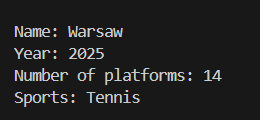 Name: Warsaw
Year: 2025
Number of platforms: 14
Sports: Tennis